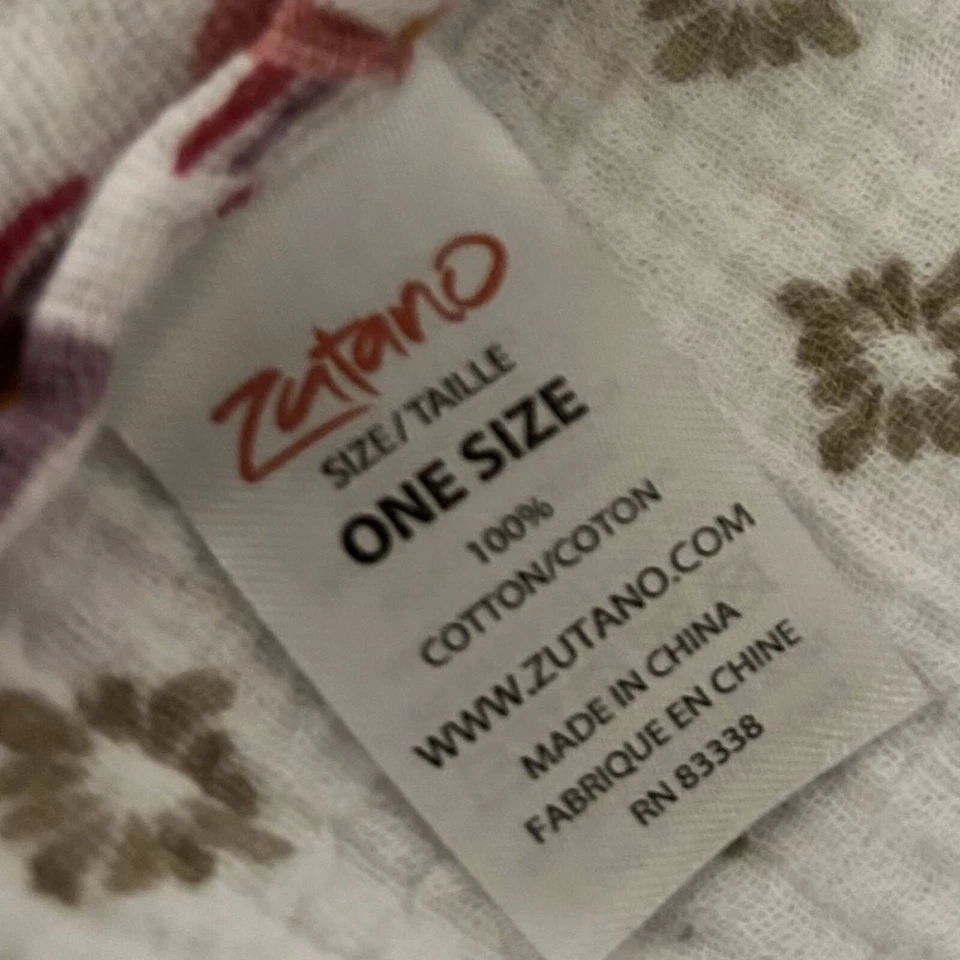 Zutano
SIZE/TAILLE
ONE SIZE
100%
COTTON/COTON
WWW.ZUTANO.COM
MADE IN CHINA
FABRIQUE EN CHINE
RN 83338